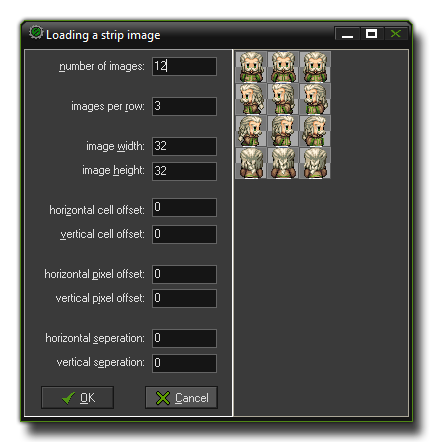 Loading a strip image
number of images: 12
images per row: 3
image width: 32
image height: 32
horizontal cell offset: 0
vertical cell offset: 0
horizontal pixel offset: 0
vertical pixel offset: 0
horizontal seperation: 0
vertical seperation: 0
OK Cancel